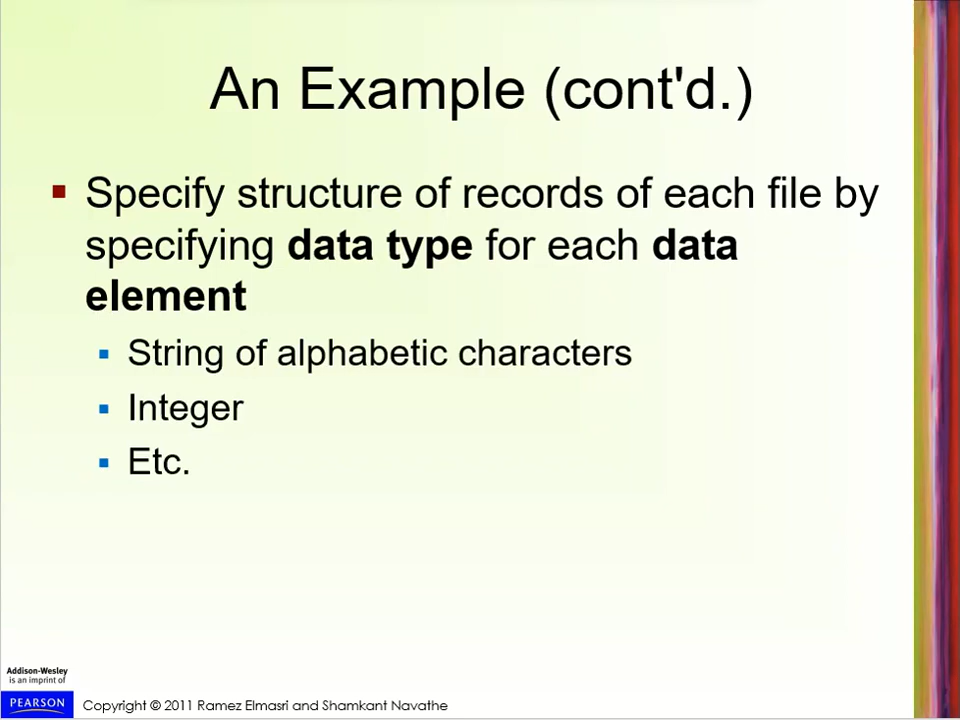 An Example (cont'd.)
Specify structure of records of each file by
specifying data type for each data
element
String of alphabetic characters
Integer
Etc.
Addison-Wesley
is an imprint of
PEARSON
Copyright © 2011 Ramez Elmasri and Shamkant Navathe